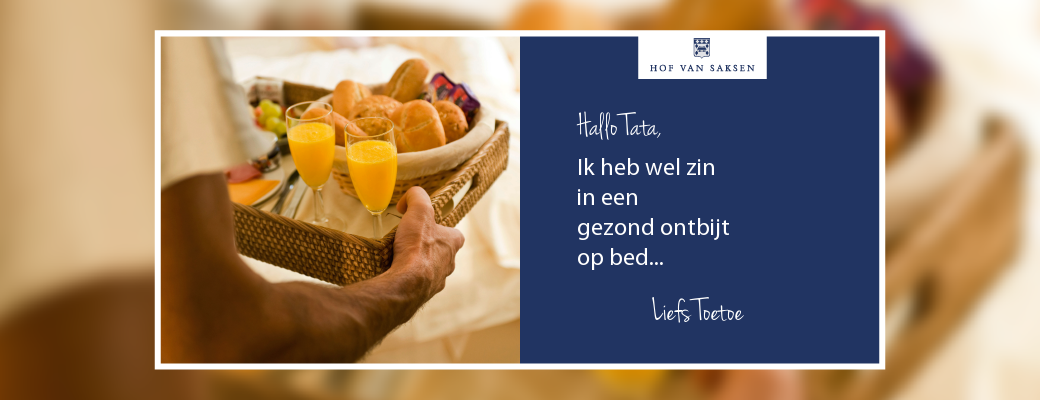 HOF VAN SAKSEN
Hallo Tata,
Ik heb wel zin
in een
gezond ontbijt
op bed...
Liefs Toetoe